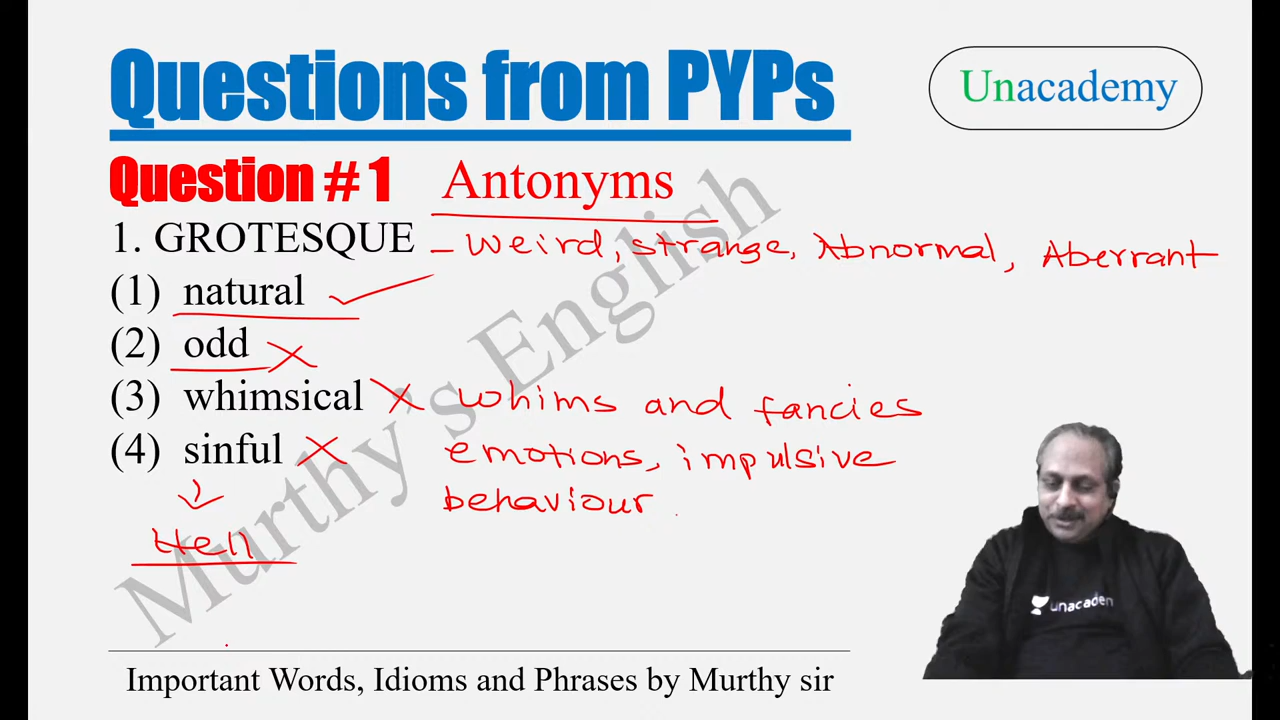 Questions from PYPs
Unacademy
Question # 1 Antonyms
1. GROTESQUE - weird, strange, Abnormal, Aberrant
(1) natural
(2) odd
(3) whimsical whims and fancies
(4) sinful emotions, impulsive
behaviour
Hell
Murthy's English
unacadem
Important Words, Idioms and Phrases by Murthy sir